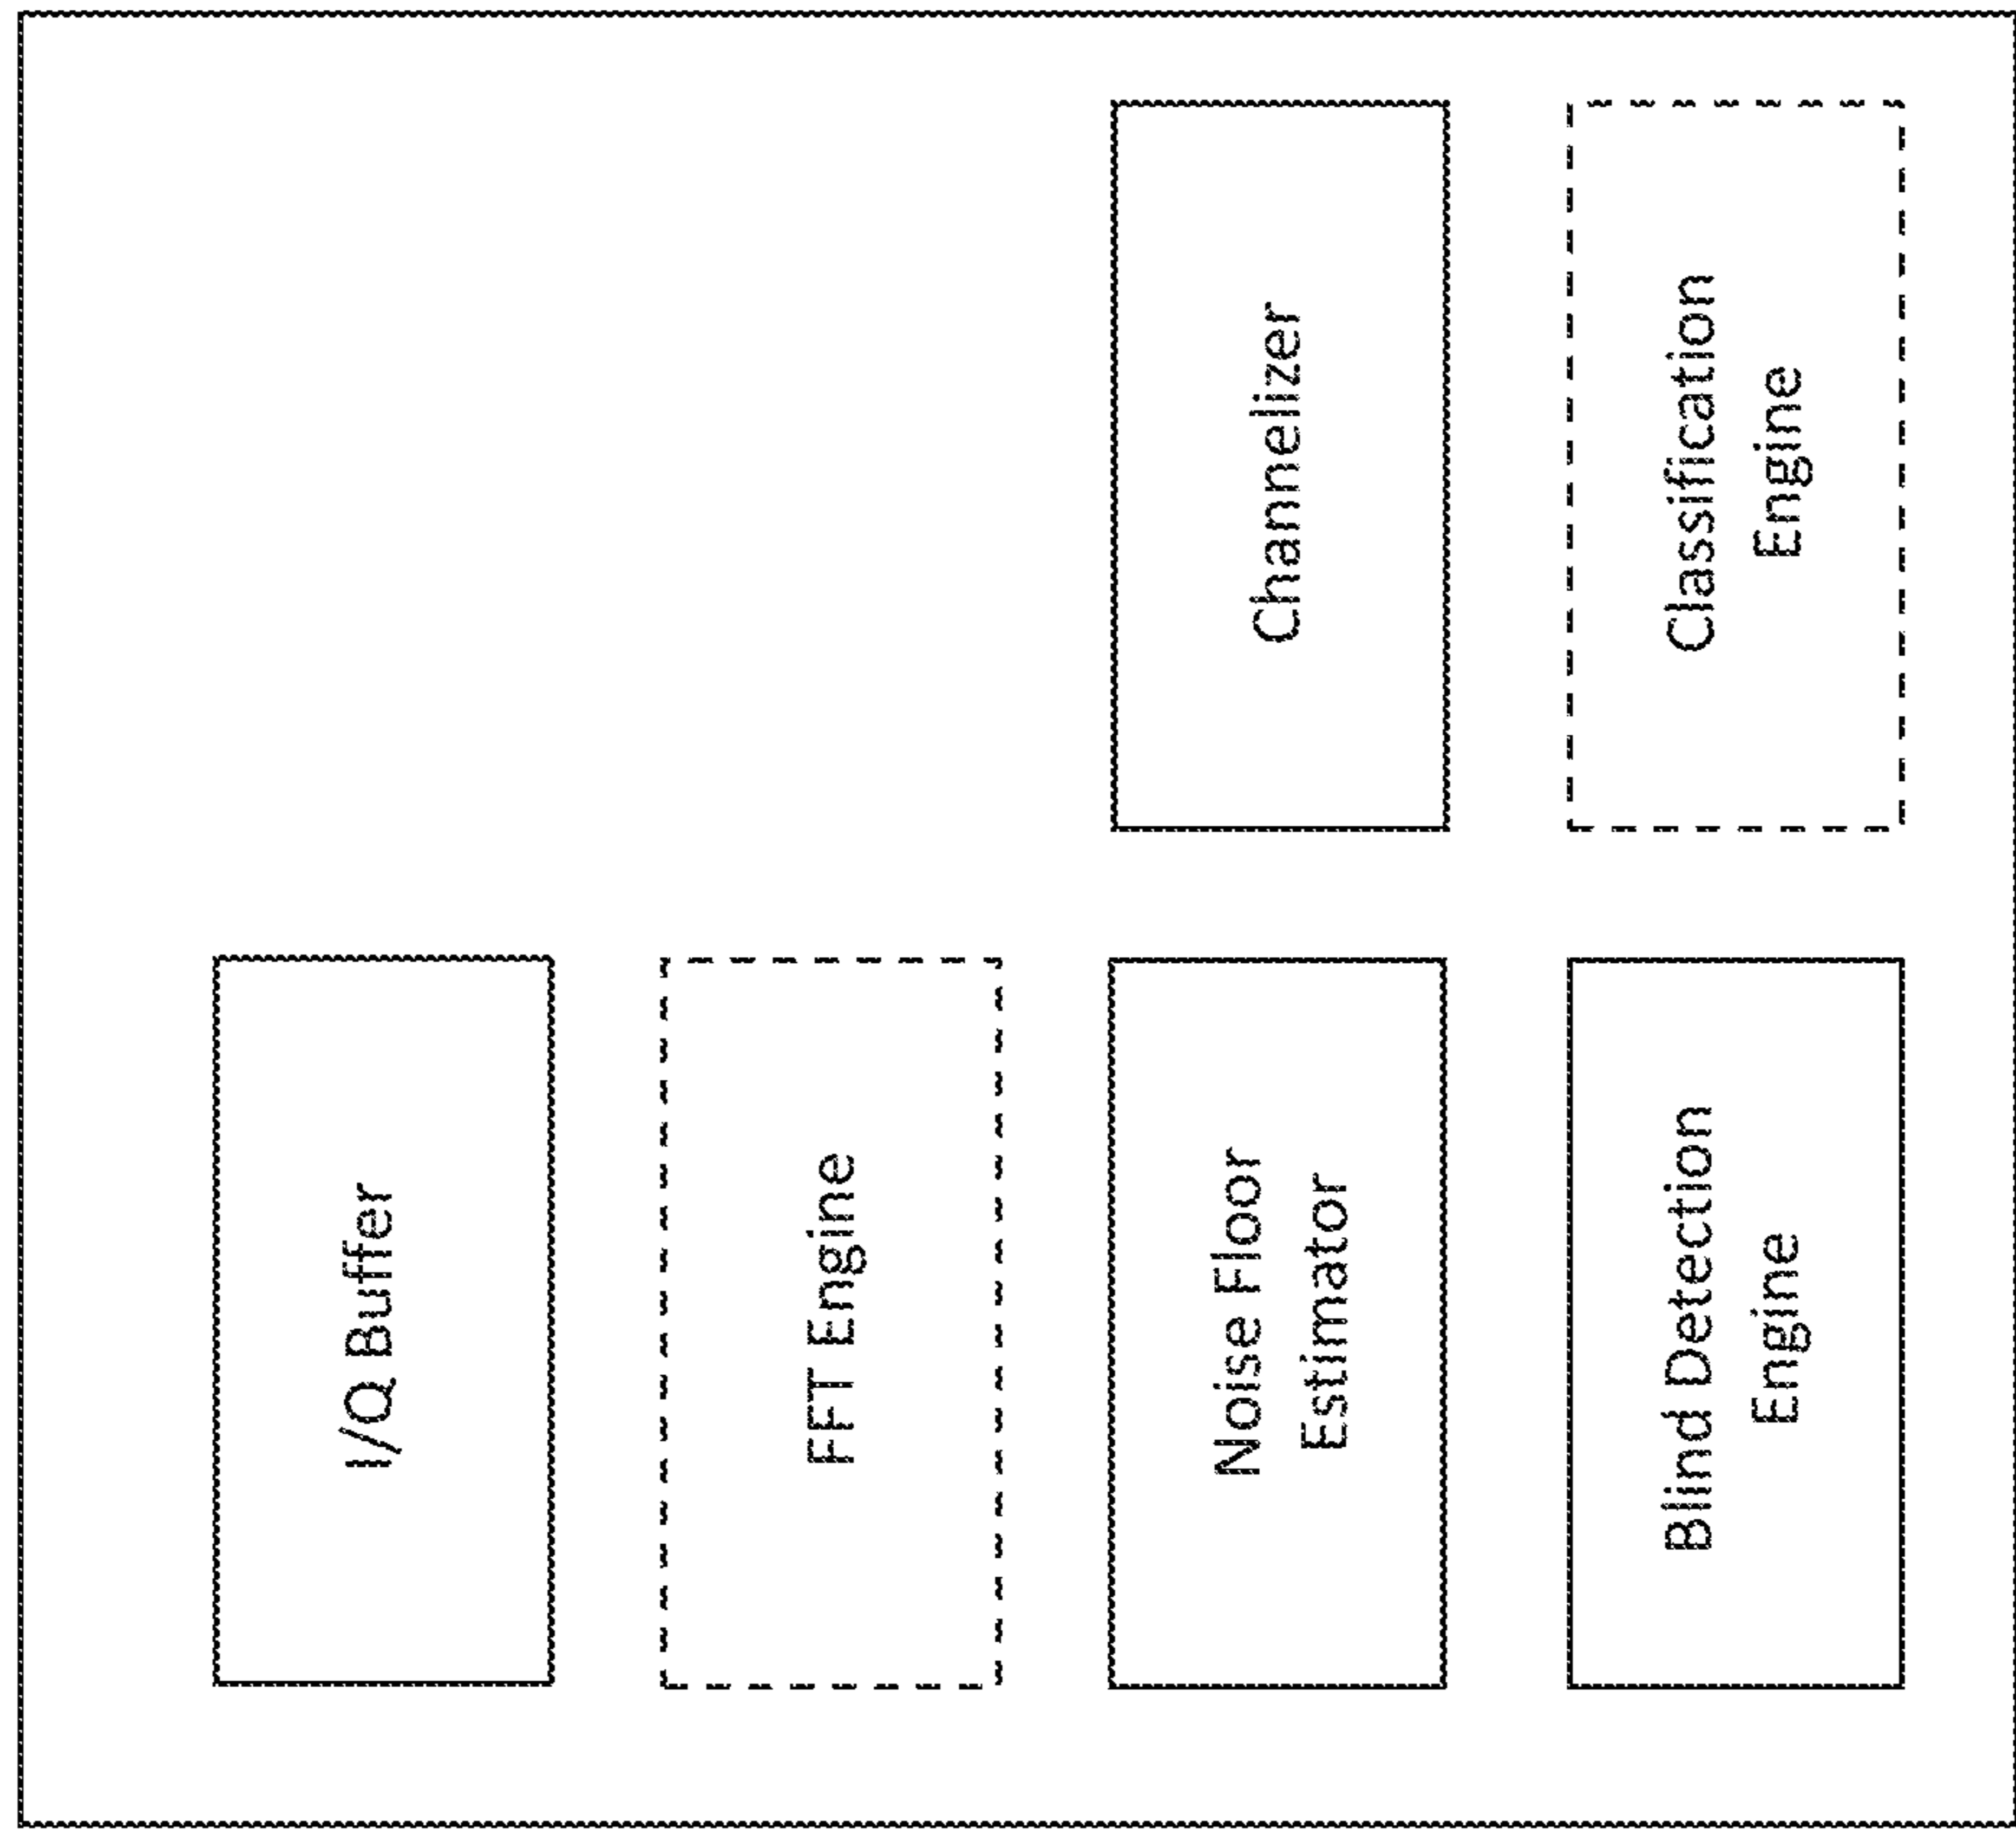 I/Q Buffer
FFT Engine
Noise Floor
Estimator
Channelizer
Blind Detection
Engine
Classification
Engine